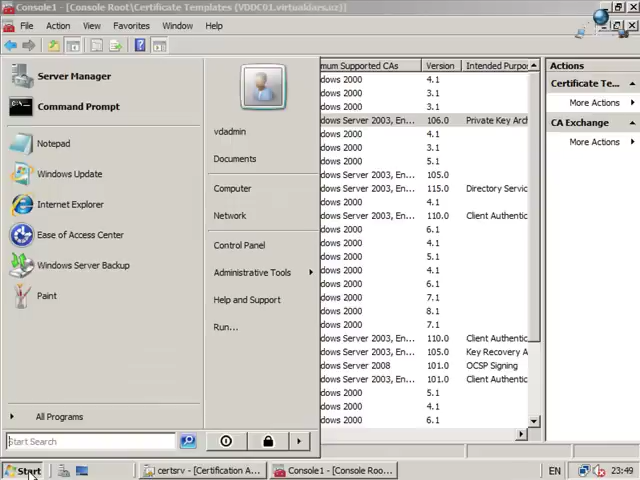 Console1 - [Console Root\Certificate Templates (VDDC01.virtuallars.uz)]
File Action View Favorites Window Help
Server Manager
Command Prompt
Notepad
Windows Update
Internet Explorer
Ease of Access Center
Windows Server Backup
Paint
All Programs
Start Search
vdadmin
Documents
Computer
Network
Control Panel
Administrative Tools
Help and Support
Run...
mum Supported CAs Version Intended Purpo
dows 2000 4.1
dows 2000 3.1
dows 2000 3.1
dows Server 2003, En... 106.0 Private Key Arch
dows 2000 4.1
dows 2000 3.1
dows 2000 5.1
dows Server 2003, En... 105.0
dows Server 2003, En... 115.0 Directory Servic
dows 2000 4.1
dows Server 2003, En... 110.0 Client Authentic
dows 2000 6.1
dows 2000 4.1
dows 2000 5.1
dows 2000 4.1
dows 2000 6.1
dows 2000 7.1
dows 2000 8.1
dows 2000 7.1
dows Server 2003, En... 110.0 Client Authentic
dows Server 2003, En... 105.0 Key Recovery A
dows Server 2008 101.0 OCSP Signing
dows Server 2003, En... 101.0 Client Authentic
dows 2000 5.1
dows 2000 4.1
dows 2000 6.1
Actions
Certificate Te...
More Actions
CA Exchange
More Actions
Start
certsrv - [Certification A...
Console1 - [Console Roo...
EN
23:49